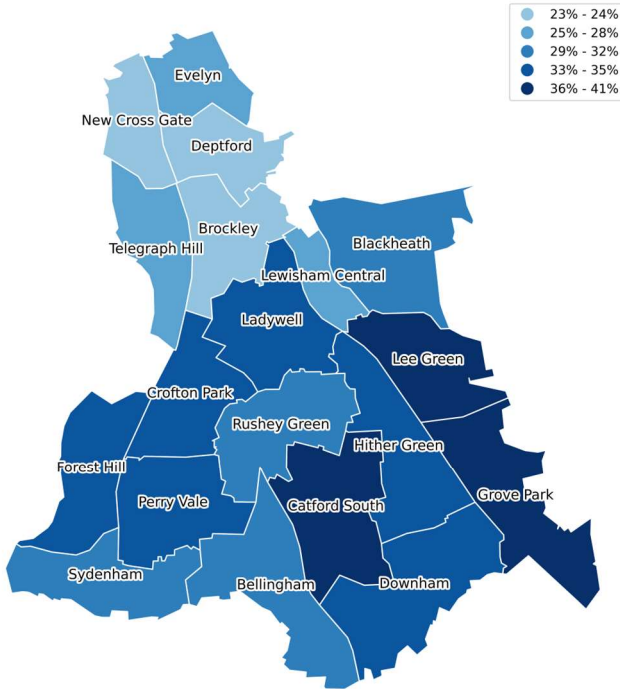 23% - 24%
25% - 28%
29% - 32%
33% - 35%
36% - 41%
Evelyn
New Cross Gate
Deptford
Brockley
Telegraph Hill
Blackheath
Lewisham Central
Ladywell
Lee Green
Crofton Park
Rushey Green
Hither Green
Forest Hill
Grove Park
Perry Vale
Catford South
Sydenham
Bellingham
Downham